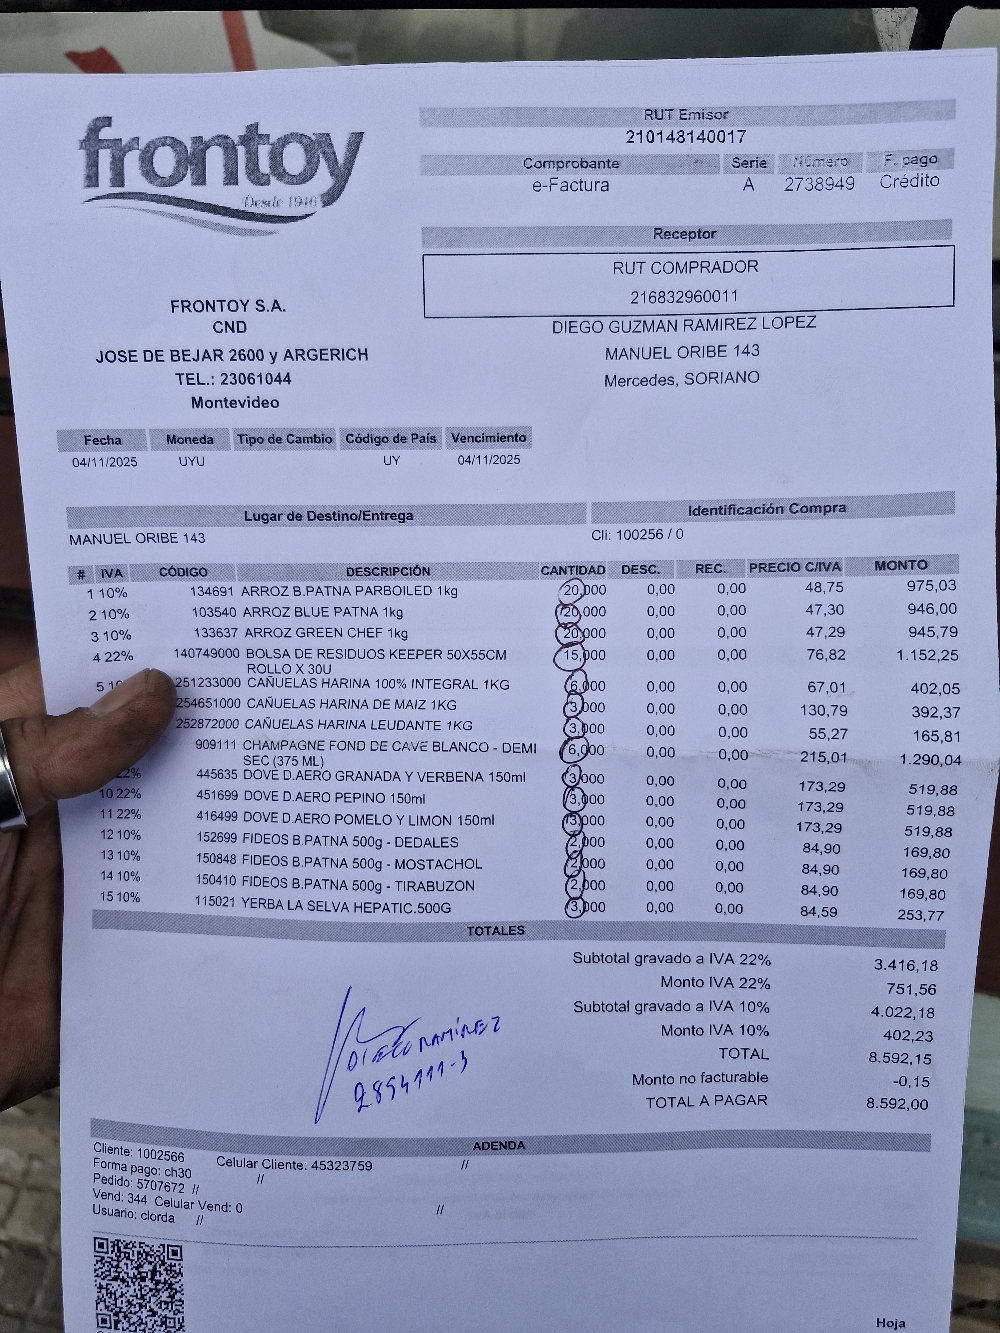 frontoy
Desde 1946
RUT Emisor
210148140017
Comprobante Serie Número F. pago
e-Factura A 2738949 Crédito
Receptor
RUT COMPRADOR
216832960011
DIEGO GUZMAN RAMIREZ LOPEZ
MANUEL ORIBE 143
Mercedes, SORIANO
FRONTOY S.A.
CND
JOSE DE BEJAR 2600 y ARGERICH
TEL.: 23061044
Montevideo
Fecha Moneda Tipo de Cambio Código de País Vencimiento
04/11/2025 UYU UY 04/11/2025
Lugar de Destino/Entrega Identificación Compra
MANUEL ORIBE 143 Cli: 100256 / 0
# IVA CÓDIGO DESCRIPCIÓN CANTIDAD DESC. REC. PRECIO C/IVA MONTO
1 10% 134691 ARROZ B.PATNA PARBOILED 1kg 20,000 0,00 0,00 48,75 975,03
2 10% 103540 ARROZ BLUE PATNA 1kg 20,000 0,00 0,00 47,30 946,00
3 10% 133637 ARROZ GREEN CHEF 1kg 20,000 0,00 0,00 47,29 945,79
4 22% 140749000 BOLSA DE RESIDUOS KEEPER 50X55CM 15,000 0,00 0,00 76,82 1.152,25
ROLLO X 30U
5 251233000 CAÑUELAS HARINA 100% INTEGRAL 1KG 6,000 0,00 0,00 67,01 402,05
254651000 CAÑUELAS HARINA DE MAIZ 1KG 3,000 0,00 0,00 130,79 392,37
252872000 CAÑUELAS HARINA LEUDANTE 1KG 3,000 0,00 0,00 55,27 165,81
909111 CHAMPAGNE FOND DE CAVE BLANCO - DEMI 6,000 0,00 0,00 215,01 1.290,04
SEC (375 ML)
22% 445635 DOVE D.AERO GRANADA Y VERBENA 150ml 3,000 0,00 0,00 173,29 519,88
10 22% 451699 DOVE D.AERO PEPINO 150ml 3,000 0,00 0,00 173,29 519,88
11 22% 416499 DOVE D.AERO POMELO Y LIMON 150ml 3,000 0,00 0,00 173,29 519,88
12 10% 152699 FIDEOS B.PATNA 500g - DEDALES 2,000 0,00 0,00 84,90 169,80
13 10% 150848 FIDEOS B.PATNA 500g - MOSTACHOL 2,000 0,00 0,00 84,90 169,80
14 10% 150410 FIDEOS B.PATNA 500g - TIRABUZON 2,000 0,00 0,00 84,90 169,80
15 10% 115021 YERBA LA SELVA HEPATIC.500G 3,000 0,00 0,00 84,59 253,77
TOTALES
Subtotal gravado a IVA 22% 3.416,18
Monto IVA 22% 751,56
Subtotal gravado a IVA 10% 4.022,18
Monto IVA 10% 402,23
TOTAL 8.592,15
Monto no facturable -0,15
TOTAL A PAGAR 8.592,00
DIEGO RAMÍREZ
2894111-3
ADENDA
Cliente: 1002566 Celular Cliente: 45323759 //
Forma pago: ch30 //
Pedido: 5707672 //
Vend: 344 Celular Vend: 0 //
Usuario: clorda //
Hoja